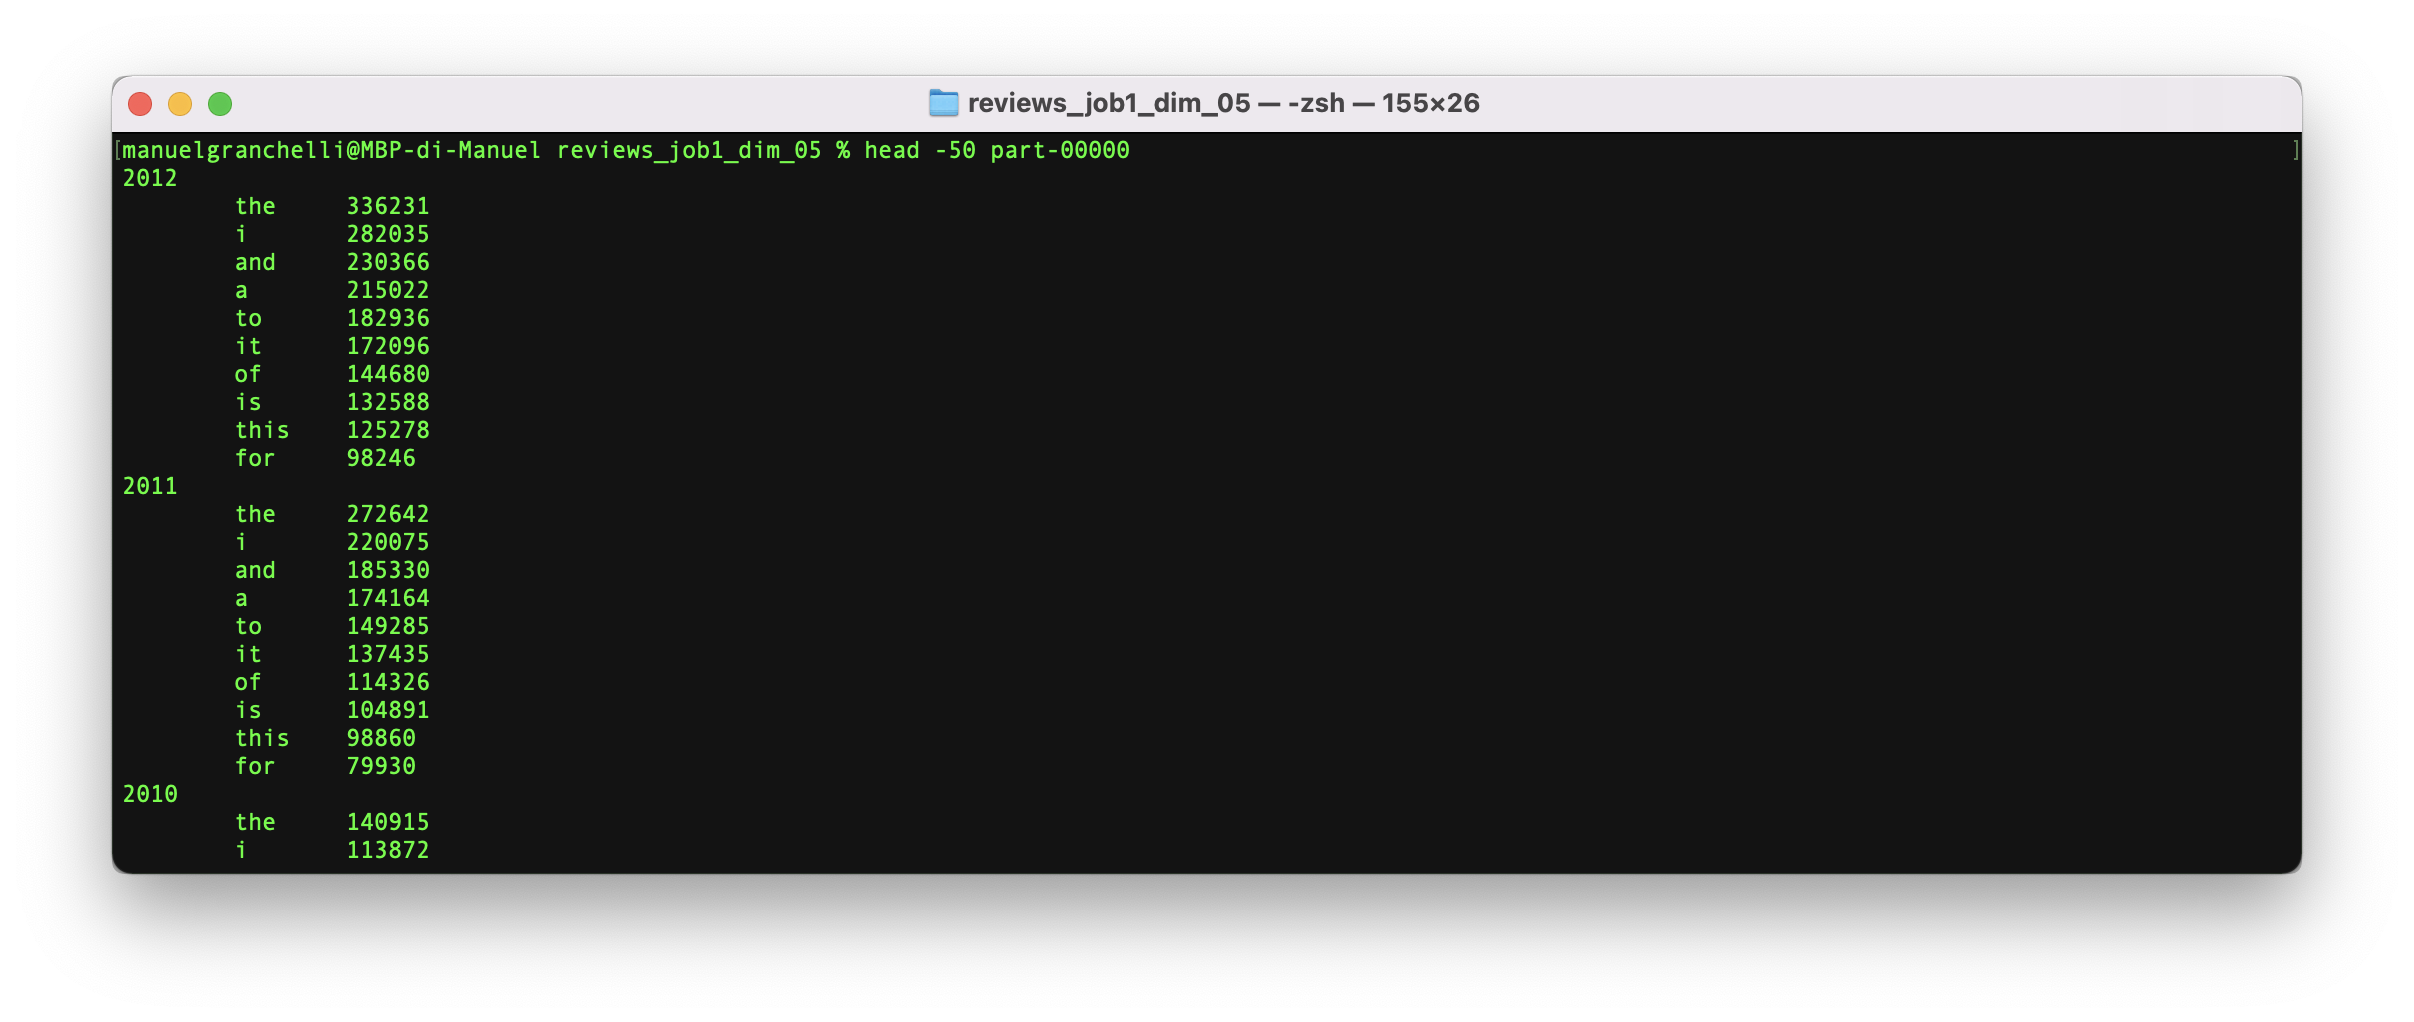 reviews_job1_dim_05 — -zsh — 155×26
[manuelgranchelli@MBP-di-Manuel reviews_job1_dim_05 % head -50 part-00000 ]
2012
the 336231
i 282035
and 230366
a 215022
to 182936
it 172096
of 144680
is 132588
this 125278
for 98246
2011
the 272642
i 220075
and 185330
a 174164
to 149285
it 137435
of 114326
is 104891
this 98860
for 79930
2010
the 140915
i 113872